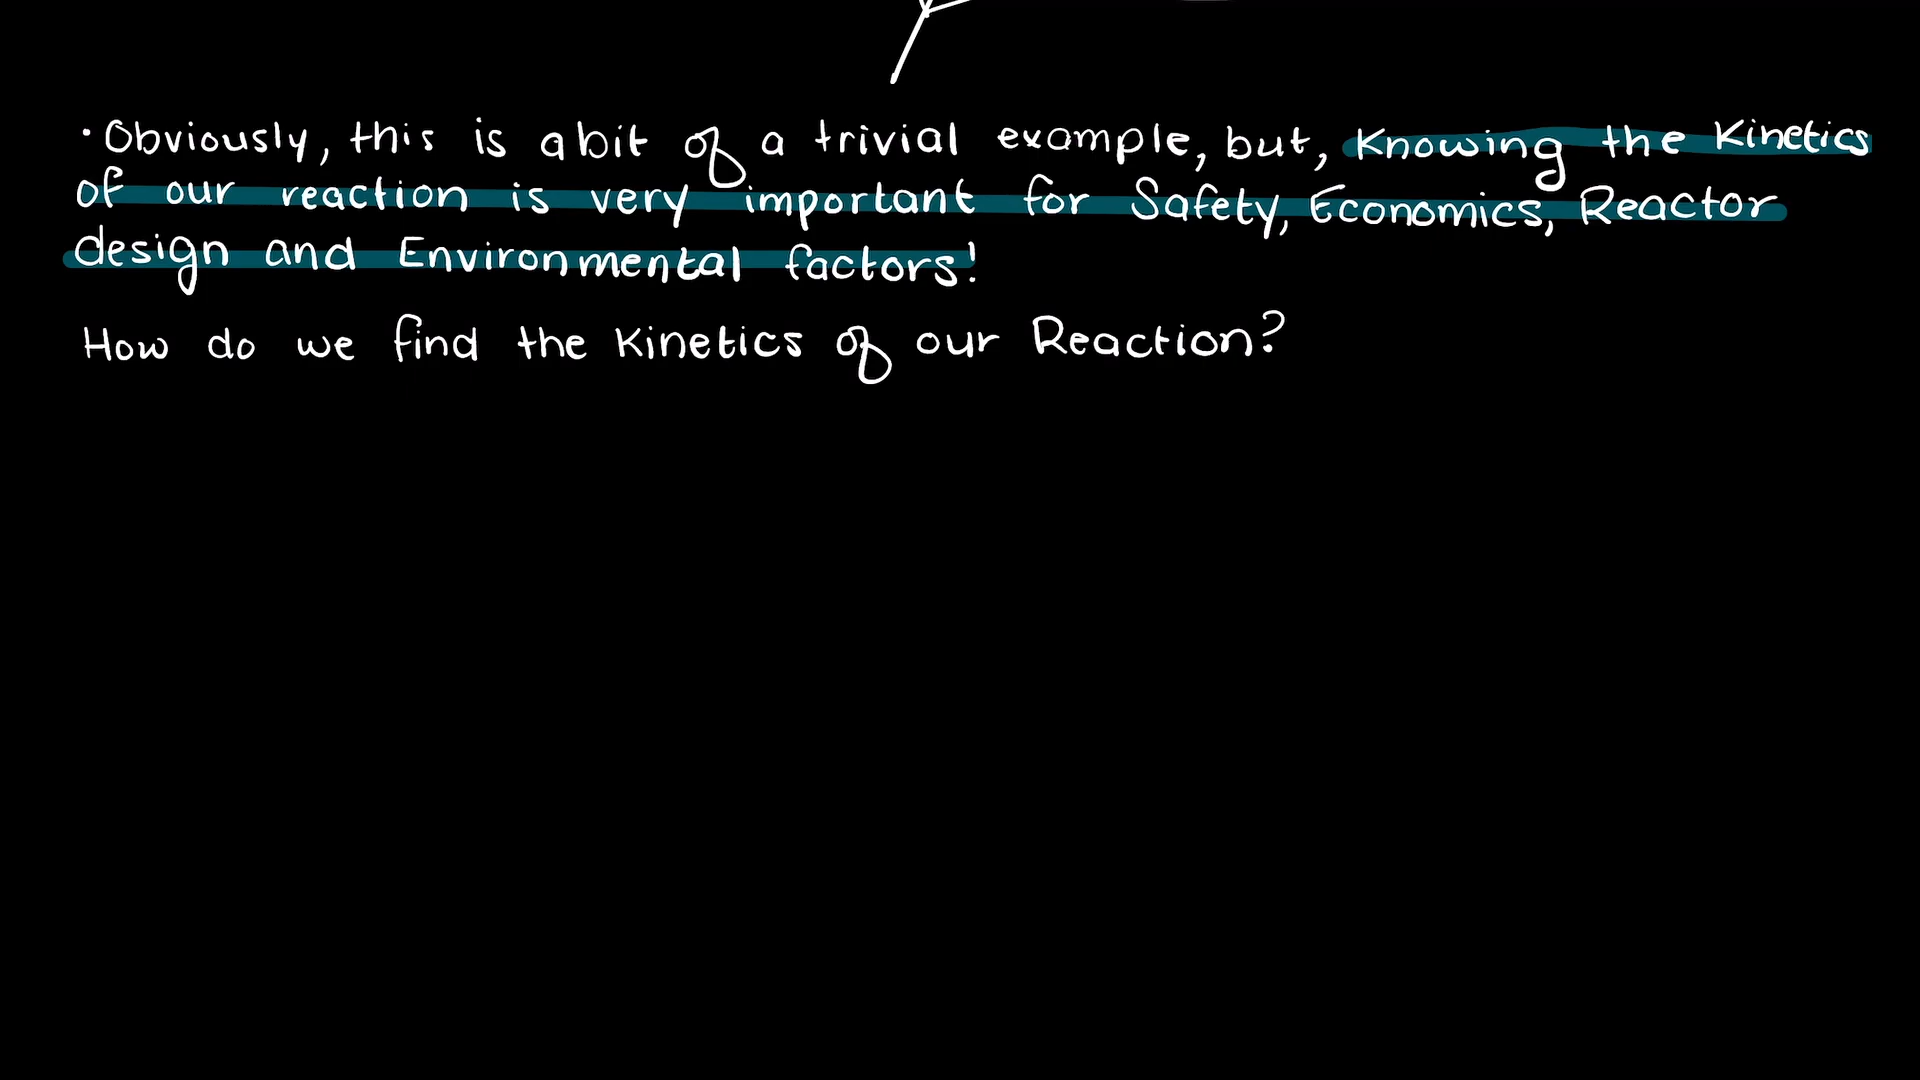 • Obviously, this is a bit of a trivial example, but, Knowing the Kinetics
of our reaction is very important for Safety, Economics, Reactor
design and Environmental factors!
How do we find the Kinetics of our Reaction?